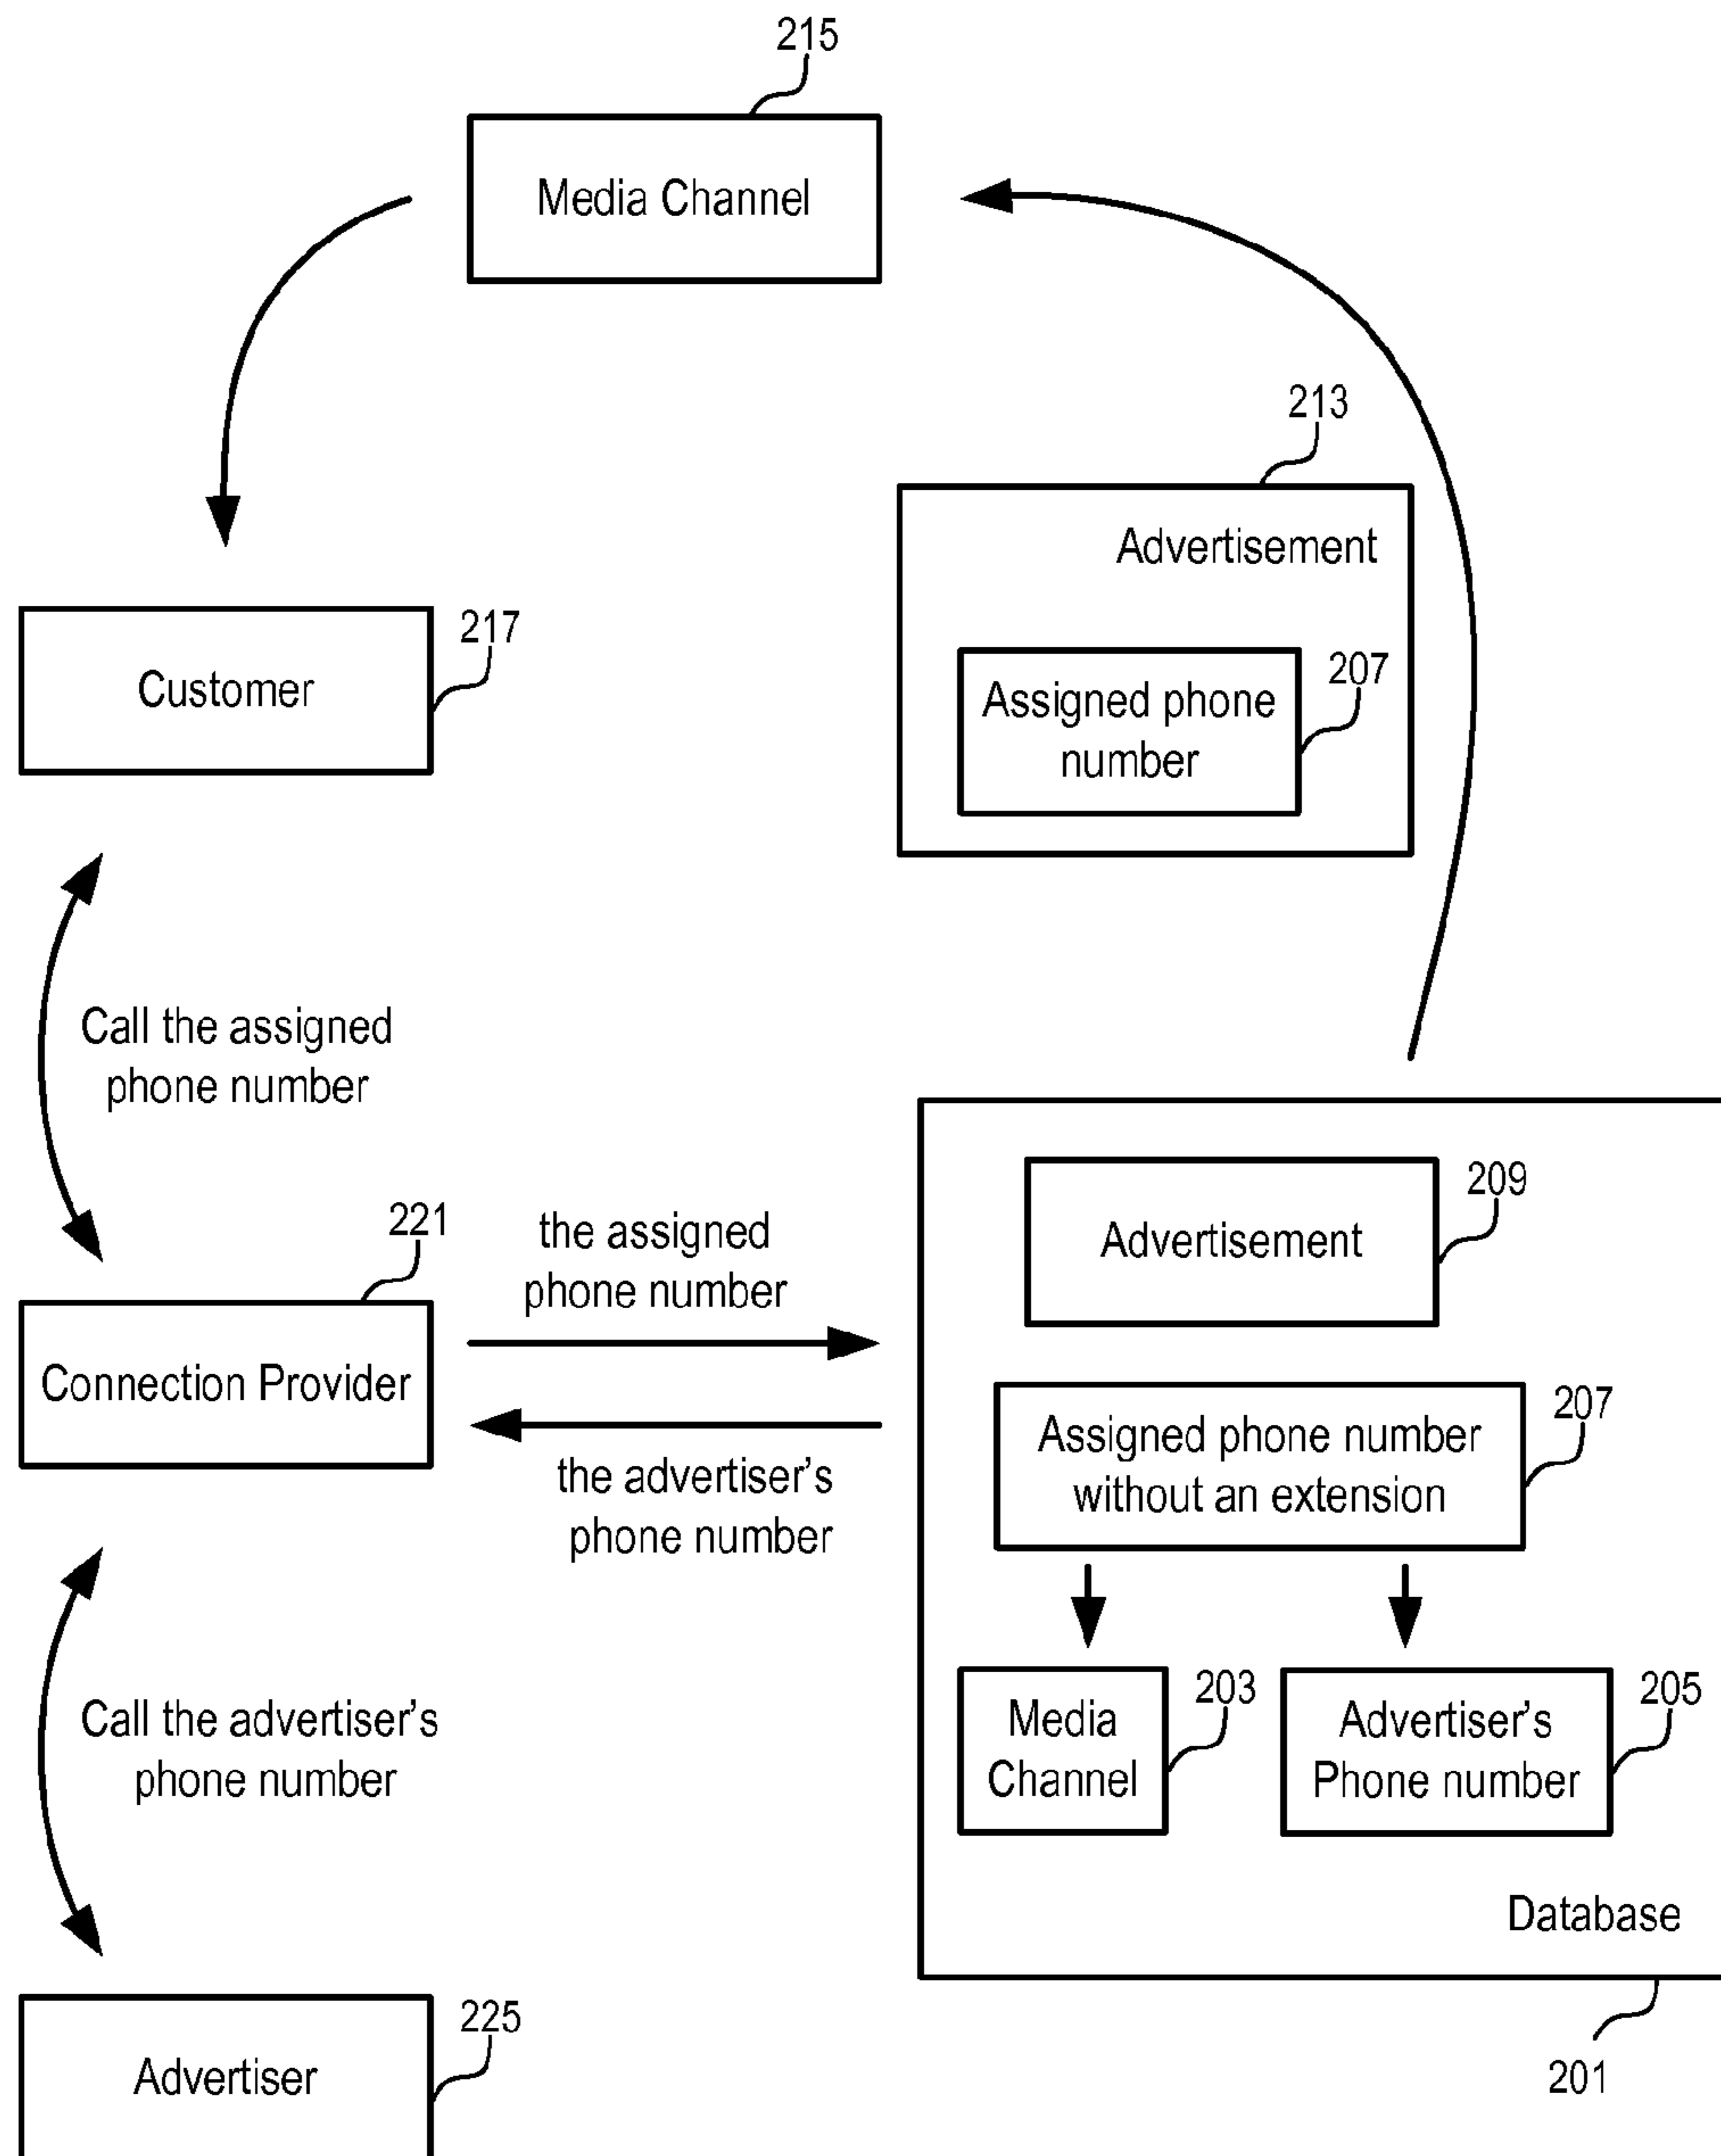 215
Media Channel
213
Advertisement
217
Customer
207
Assigned phone
number
Call the assigned
phone number
209
Advertisement
221
the assigned
phone number
Connection Provider
207
Assigned phone number
without an extension
the advertiser's
phone number
203
Media
Channel
205
Advertiser's
Phone number
Call the advertiser's
phone number
Database
225
Advertiser
201